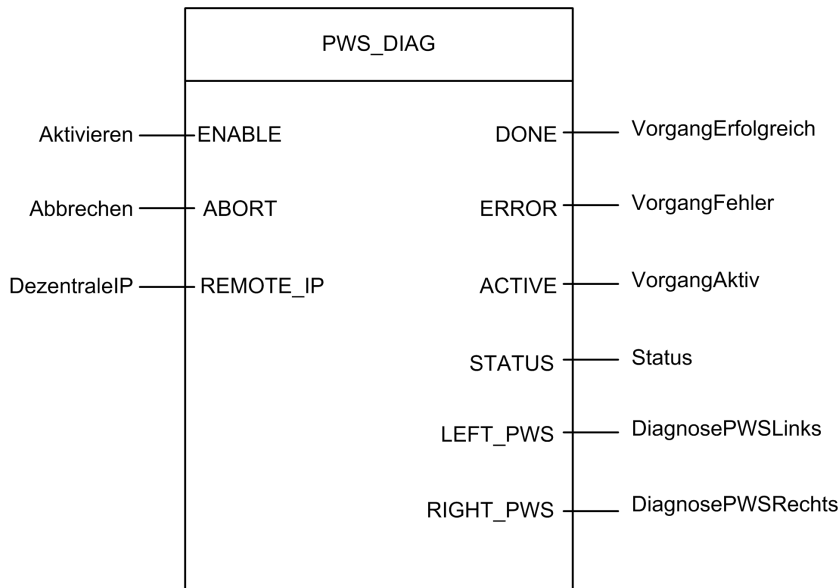 PWS_DIAG
Aktivieren ENABLE DONE VorgangErfolgreich
Abbrechen ABORT ERROR VorgangFehler
DezentraleIP REMOTE_IP ACTIVE VorgangAktiv
STATUS Status
LEFT_PWS DiagnosePWSLinks
RIGHT_PWS DiagnosePWSRechts